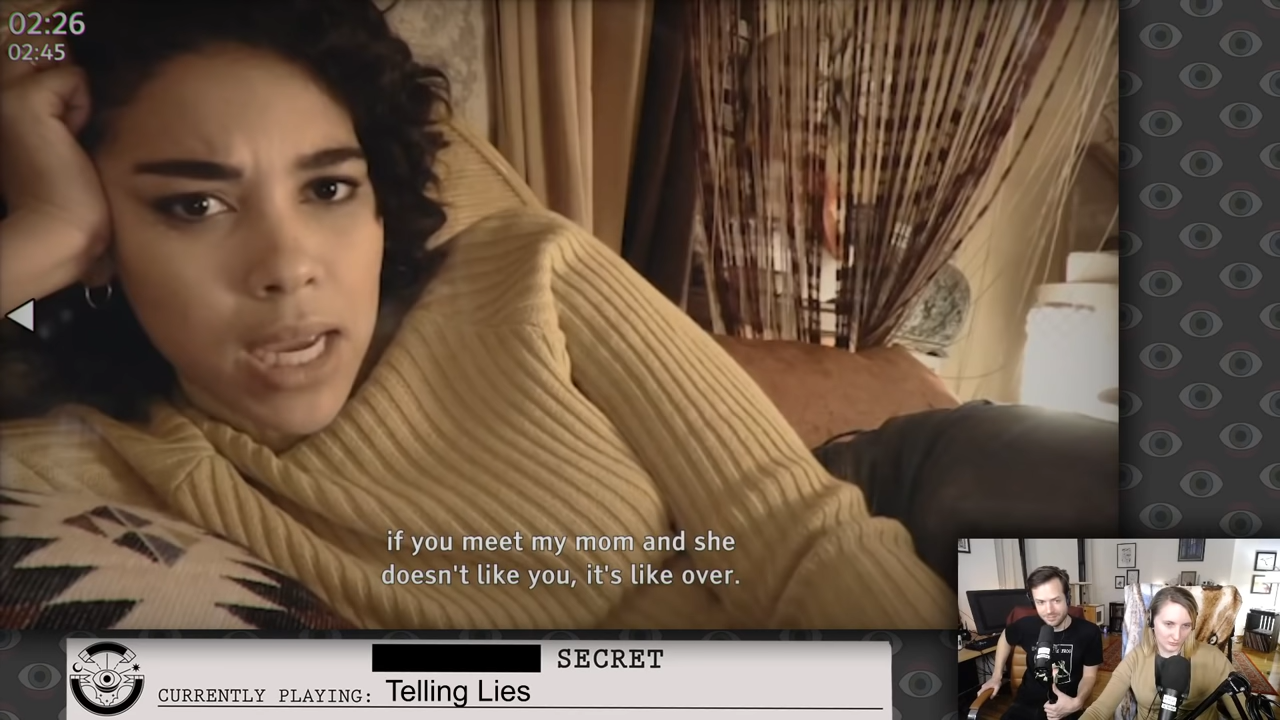 02:26
02:45
if you meet my mom and she
doesn't like you, it's like over.
SECRET
CURRENTLY PLAYING: Telling Lies